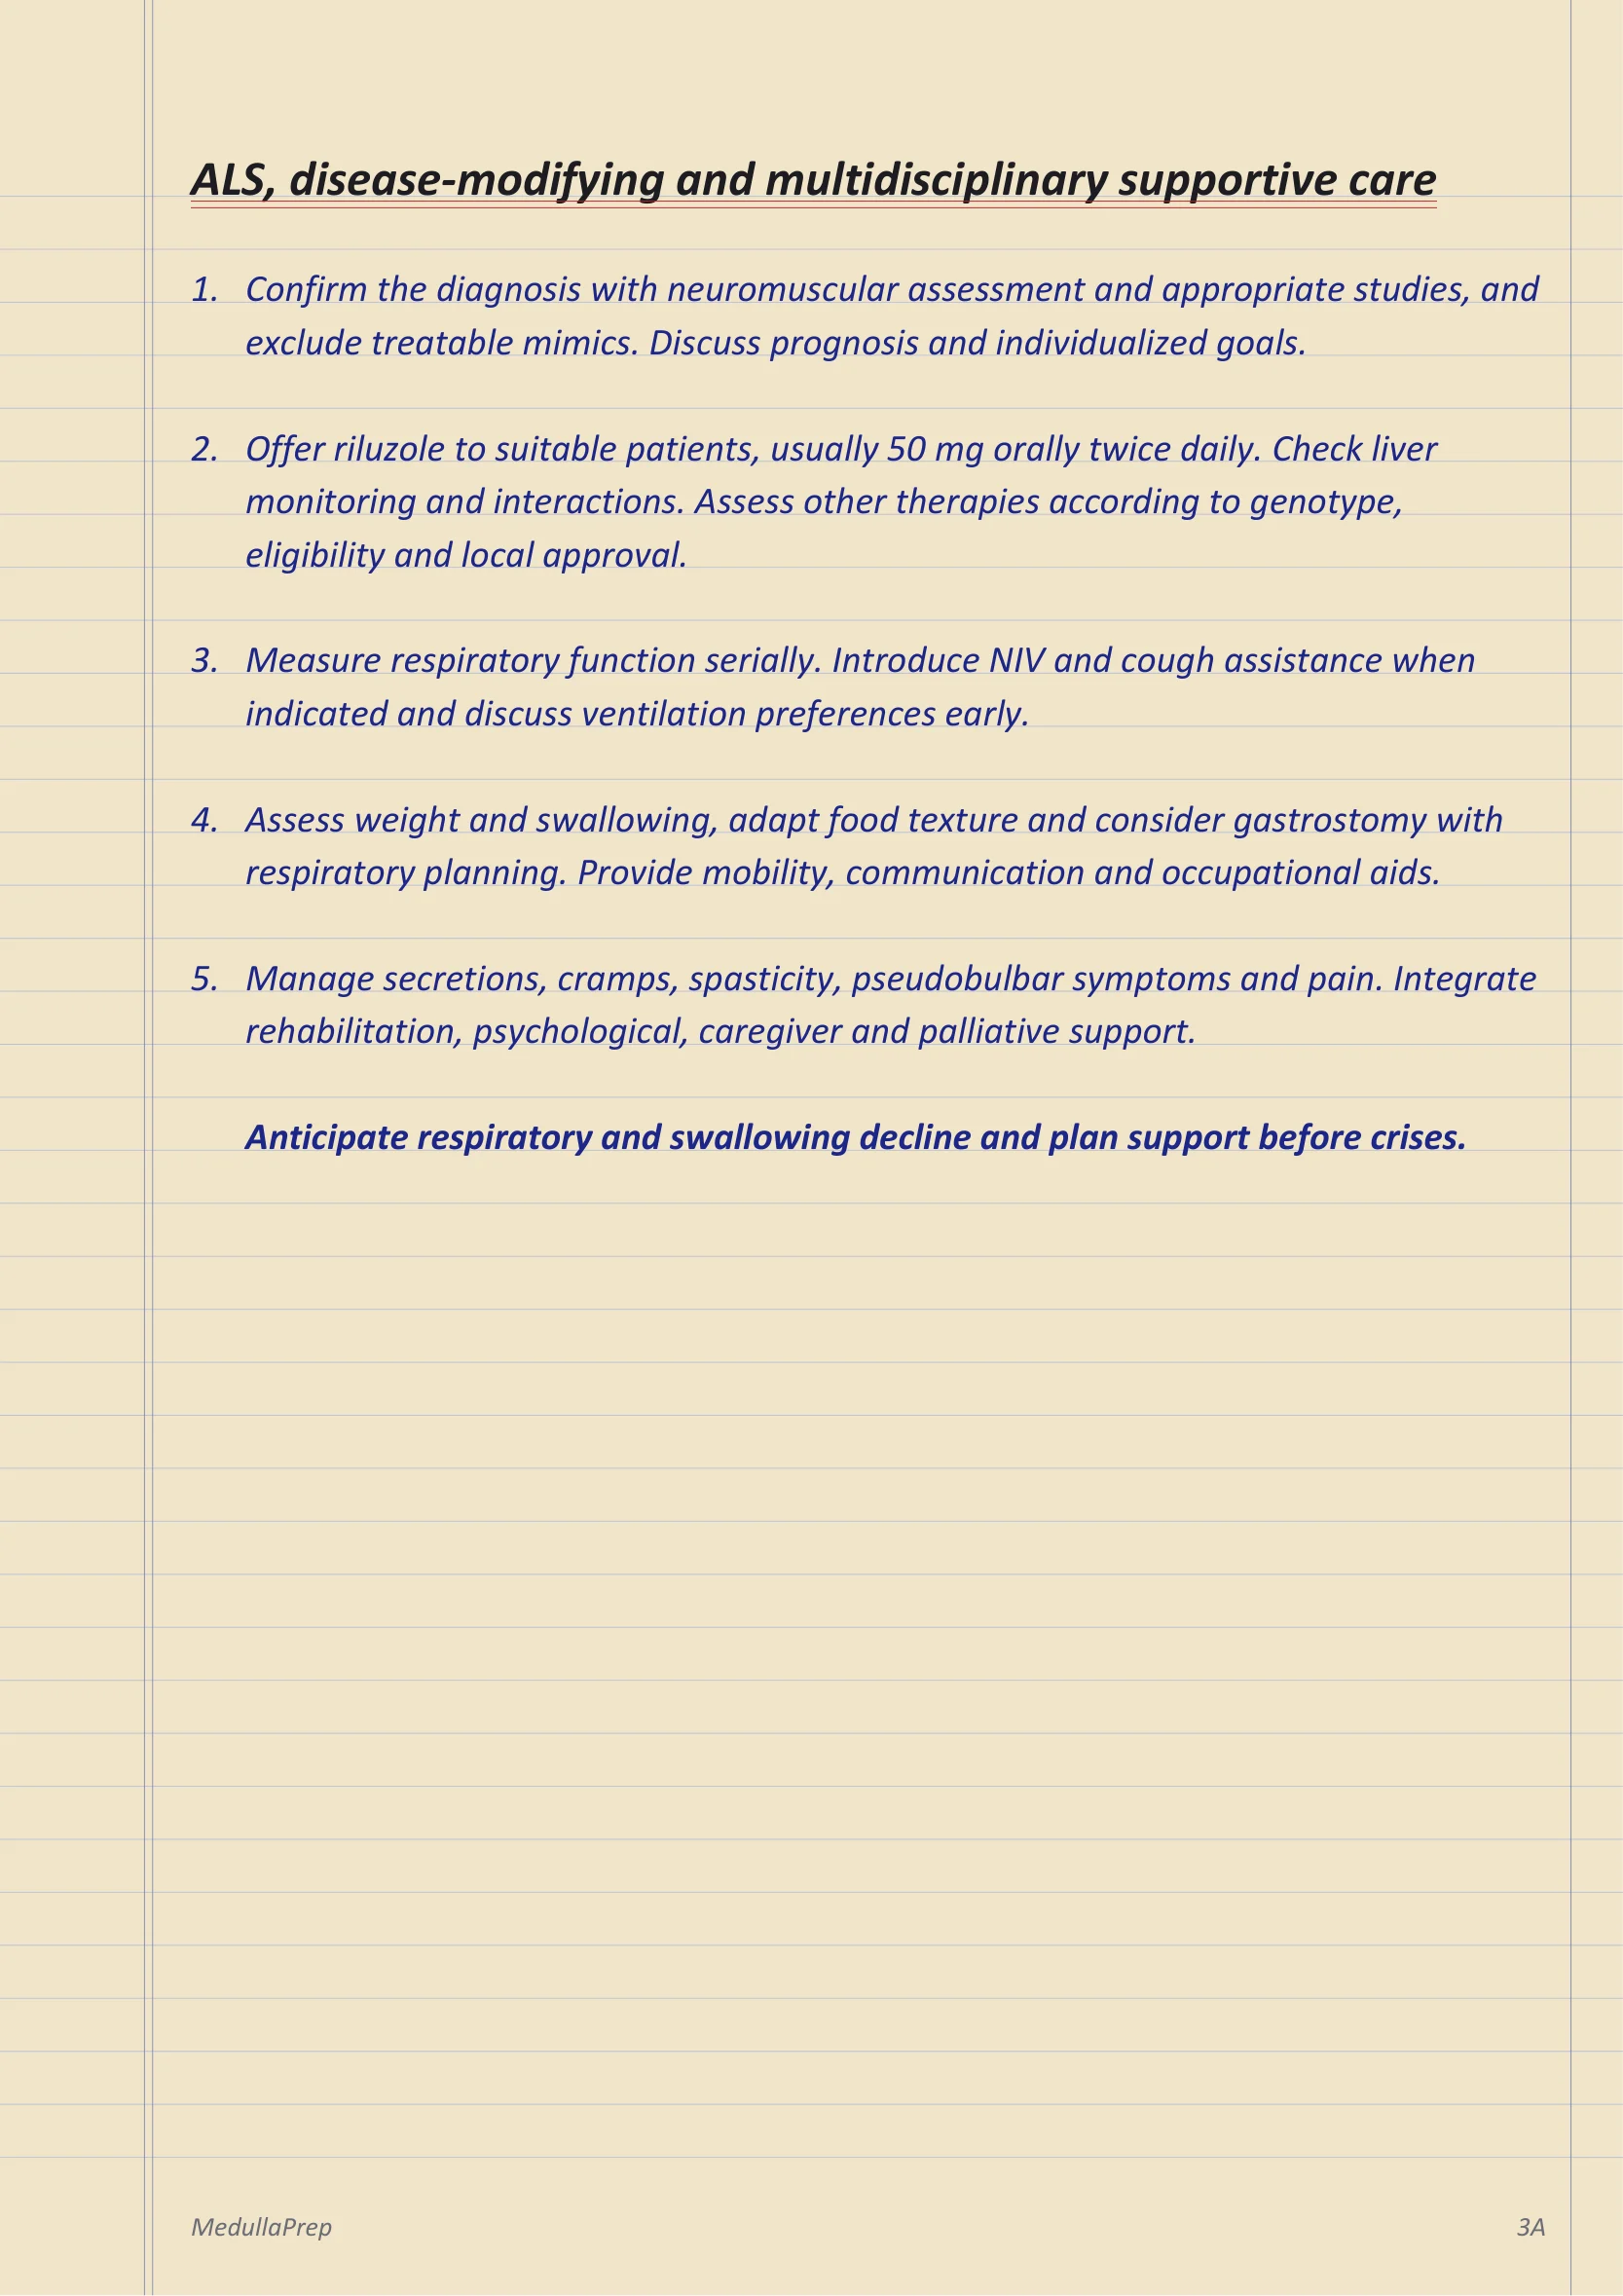 ALS, disease-modifying and multidisciplinary supportive care
1. Confirm the diagnosis with neuromuscular assessment and appropriate studies, and
exclude treatable mimics. Discuss prognosis and individualized goals.
2. Offer riluzole to suitable patients, usually 50 mg orally twice daily. Check liver
monitoring and interactions. Assess other therapies according to genotype,
eligibility and local approval.
3. Measure respiratory function serially. Introduce NIV and cough assistance when
indicated and discuss ventilation preferences early.
4. Assess weight and swallowing, adapt food texture and consider gastrostomy with
respiratory planning. Provide mobility, communication and occupational aids.
5. Manage secretions, cramps, spasticity, pseudobulbar symptoms and pain. Integrate
rehabilitation, psychological, caregiver and palliative support.
Anticipate respiratory and swallowing decline and plan support before crises.
MedullaPrep
3A